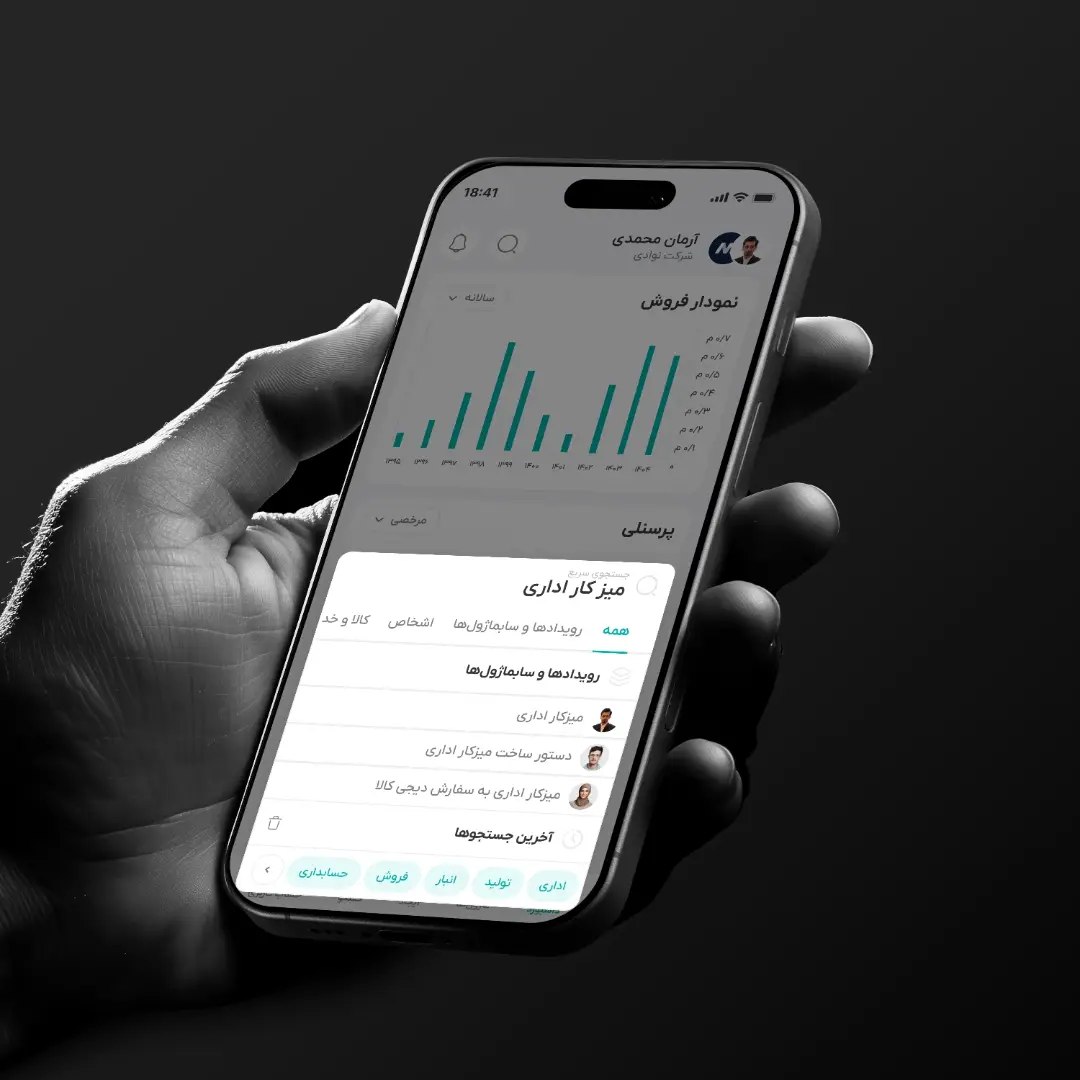 18:41
آرمان محمدی
شرکت نوآدی
نمودار فروش
سالانه
۰/۷ م
۰/۶ م
۰/۵ م
۰/۴ م
۰/۳ م
۰/۲ م
۰/۱ م
۰
۱۳۹۵ ۱۳۹۶ ۱۳۹۷ ۱۳۹۸ ۱۳۹۹ ۱۴۰۰ ۱۴۰۱ ۱۴۰۲ ۱۴۰۳ ۱۴۰۴
پرسنلی
مرخصی
جستجوی سریع
میز کار اداری
همه رویدادها و سابماژول‌ها اشخاص کالا و خد
رویدادها و سابماژول‌ها
میزکار اداری
دستور ساخت میزکار اداری
میزکار اداری به سفارش دیجی کالا
آخرین جستجوها
اداری تولید انبار فروش حسابداری